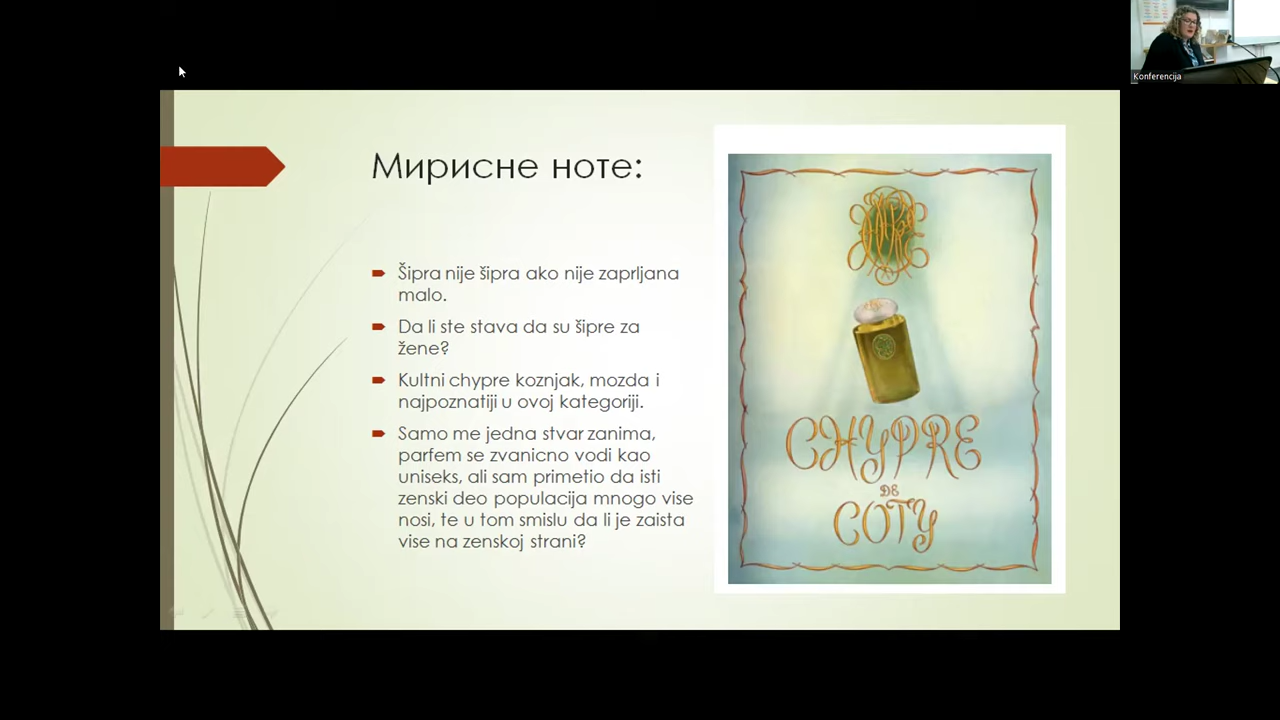 Konferencija
Мирисне ноте:
Šipra nije šipra ako nije zaprljana
malo.
Da li ste stava da su šipre za
žene?
Kultni chypre koznjak, mozda i
najpoznatiji u ovoj kategoriji.
Samo me jedna stvar zanima,
parfem se zvanicno vodi kao
uniseks, ali sam primetio da isti
zenski deo populacija mnogo vise
nosi, te u tom smislu da li je zaista
vise na zenskoj strani?
CHYPRE
DE
COTY